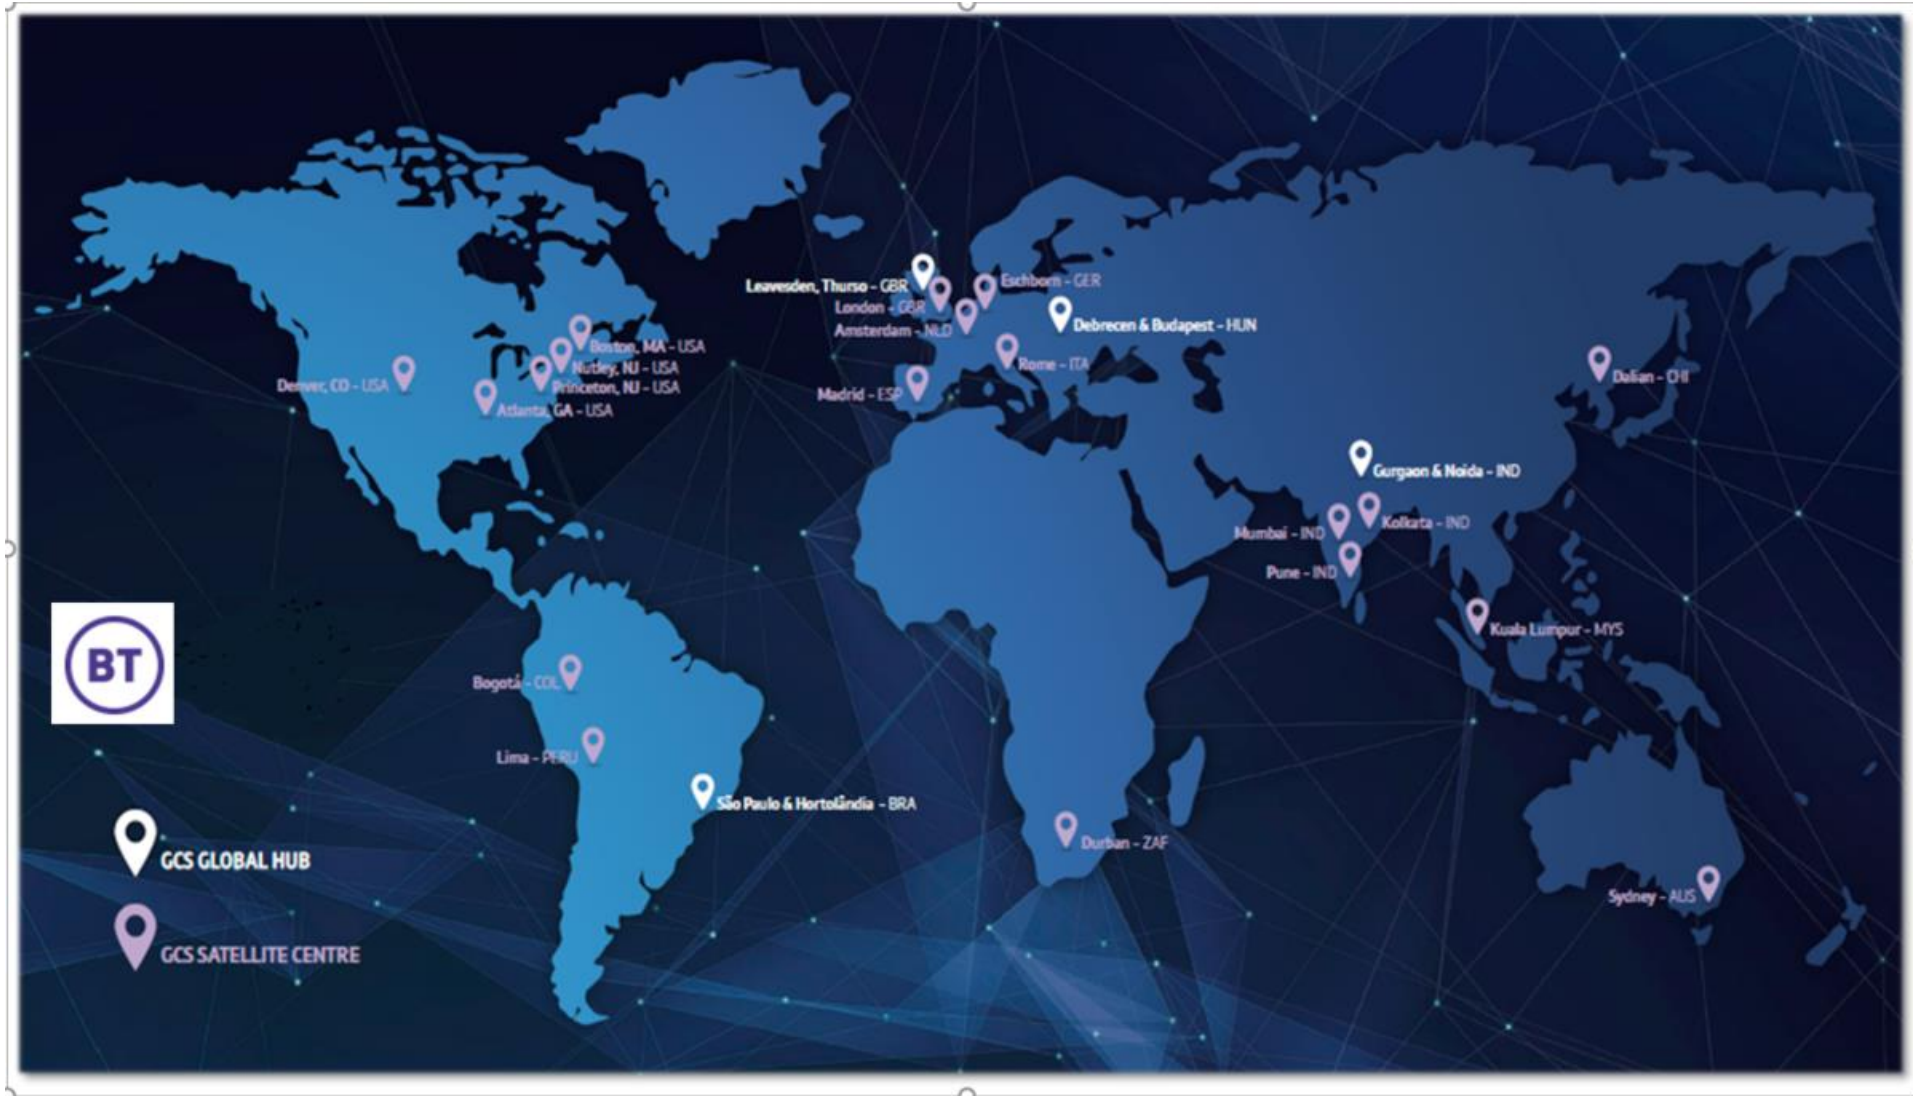 Leavesden, Thurso – GBR
Eschborn – GER
London – GBR
Amsterdam – NLD
Debrecen & Budapest – HUN
Boston, MA – USA
Nutley, NJ – USA
Rome – ITA
Denver, CO – USA
Princeton, NJ – USA
Madrid – ESP
Dalian – CHI
Atlanta, GA – USA
Gurgaon & Noida – IND
Kolkata – IND
Mumbai – IND
Pune – IND
Kuala Lumpur – MYS
BT
Bogotá – COL
Lima – PERU
São Paulo & Hortolândia – BRA
Durban – ZAF
GCS GLOBAL HUB
Sydney – AUS
GCS SATELLITE CENTRE